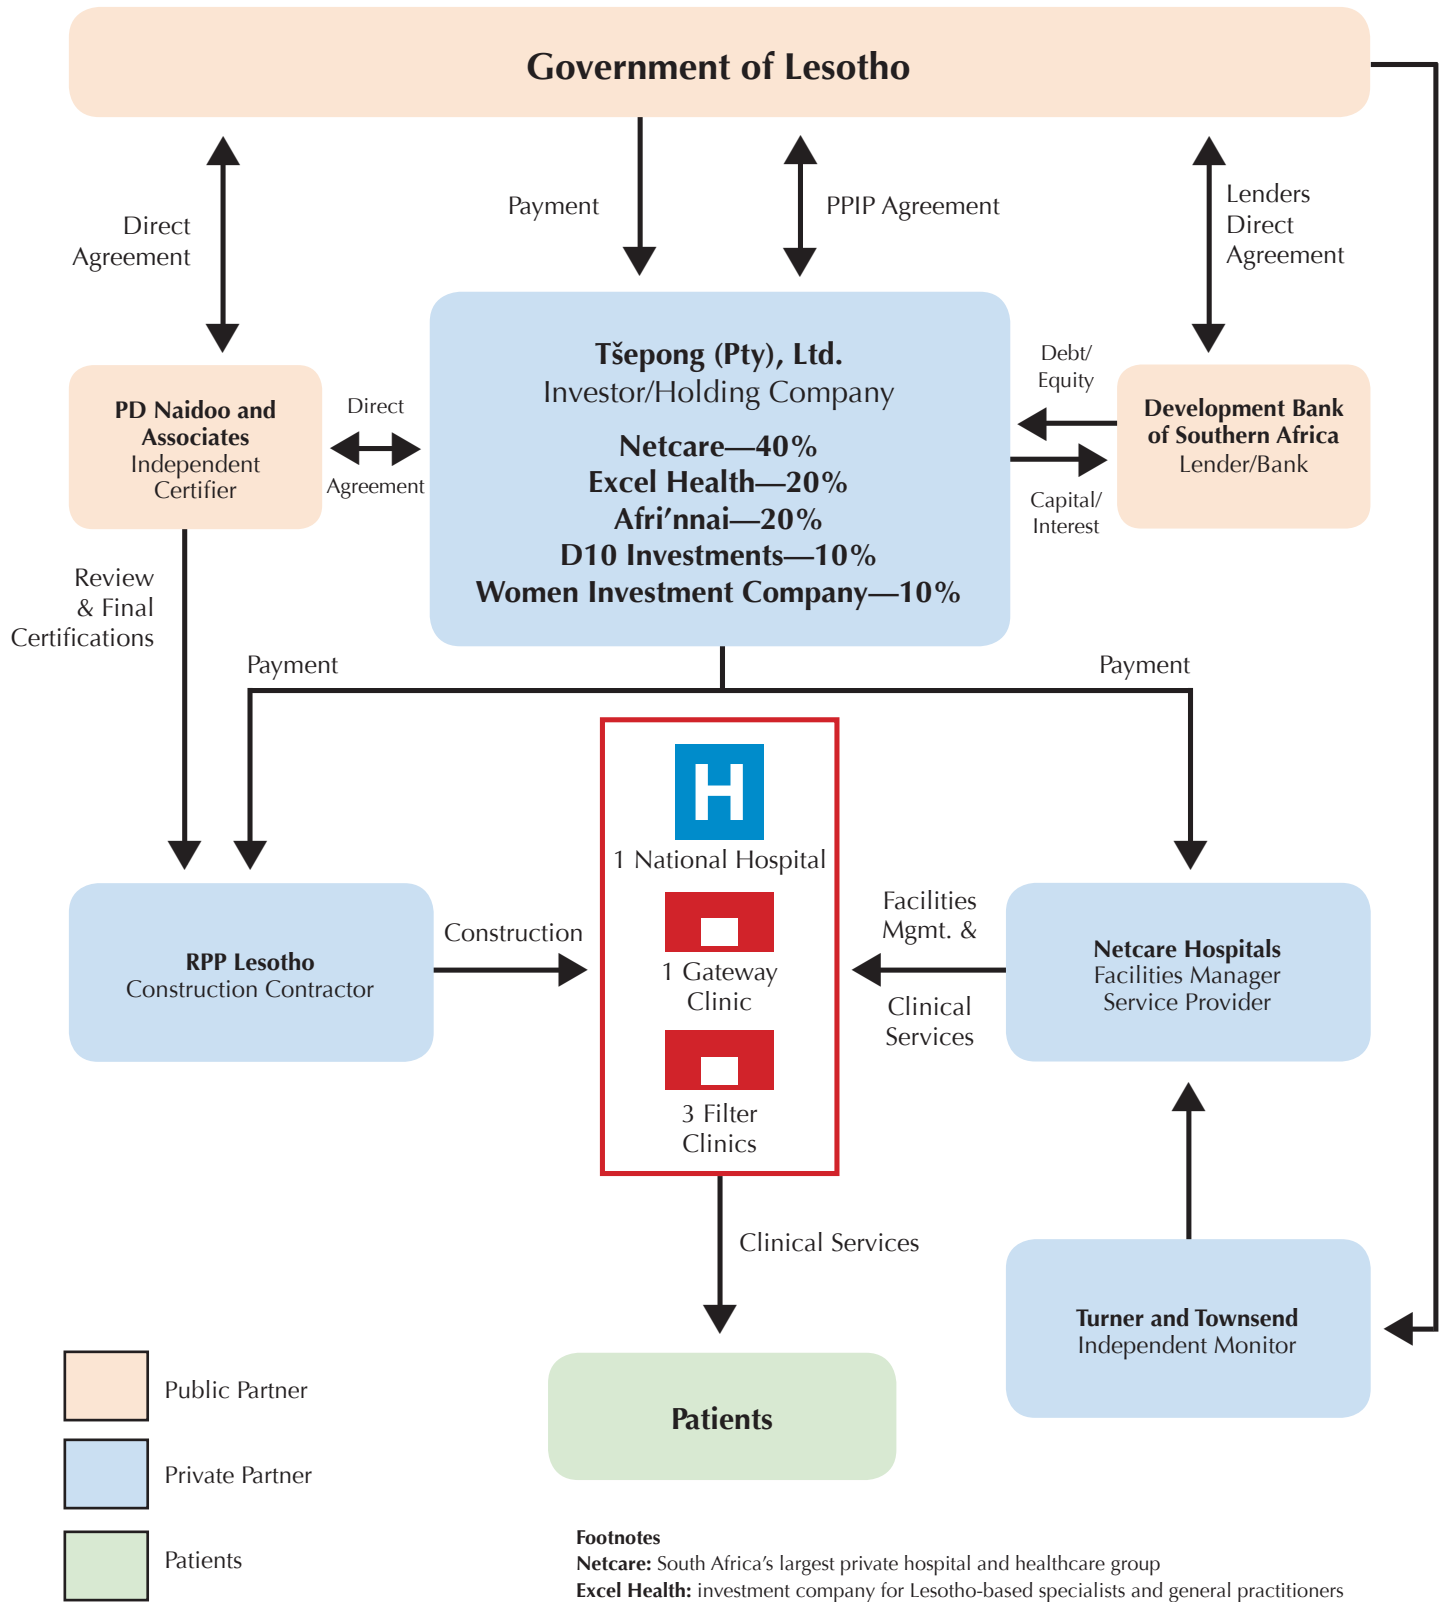 Government of Lesotho
Direct
Agreement
Payment
PPIP Agreement
Lenders
Direct
Agreement
PD Naidoo and
Associates
Independent
Certifier
Direct
Agreement
Tšepong (Pty), Ltd.
Investor/Holding Company
Netcare—40%
Excel Health—20%
Afri’nnai—20%
D10 Investments—10%
Women Investment Company—10%
Debt/
Equity
Capital/
Interest
Development Bank
of Southern Africa
Lender/Bank
Review
& Final
Certifications
Payment
Payment
H
1 National Hospital
1 Gateway
Clinic
3 Filter
Clinics
RPP Lesotho
Construction Contractor
Construction
Facilities
Mgmt. &
Clinical
Services
Netcare Hospitals
Facilities Manager
Service Provider
Clinical Services
Turner and Townsend
Independent Monitor
Patients
Public Partner
Private Partner
Patients
Footnotes
Netcare: South Africa’s largest private hospital and healthcare group
Excel Health: investment company for Lesotho-based specialists and general practitioners